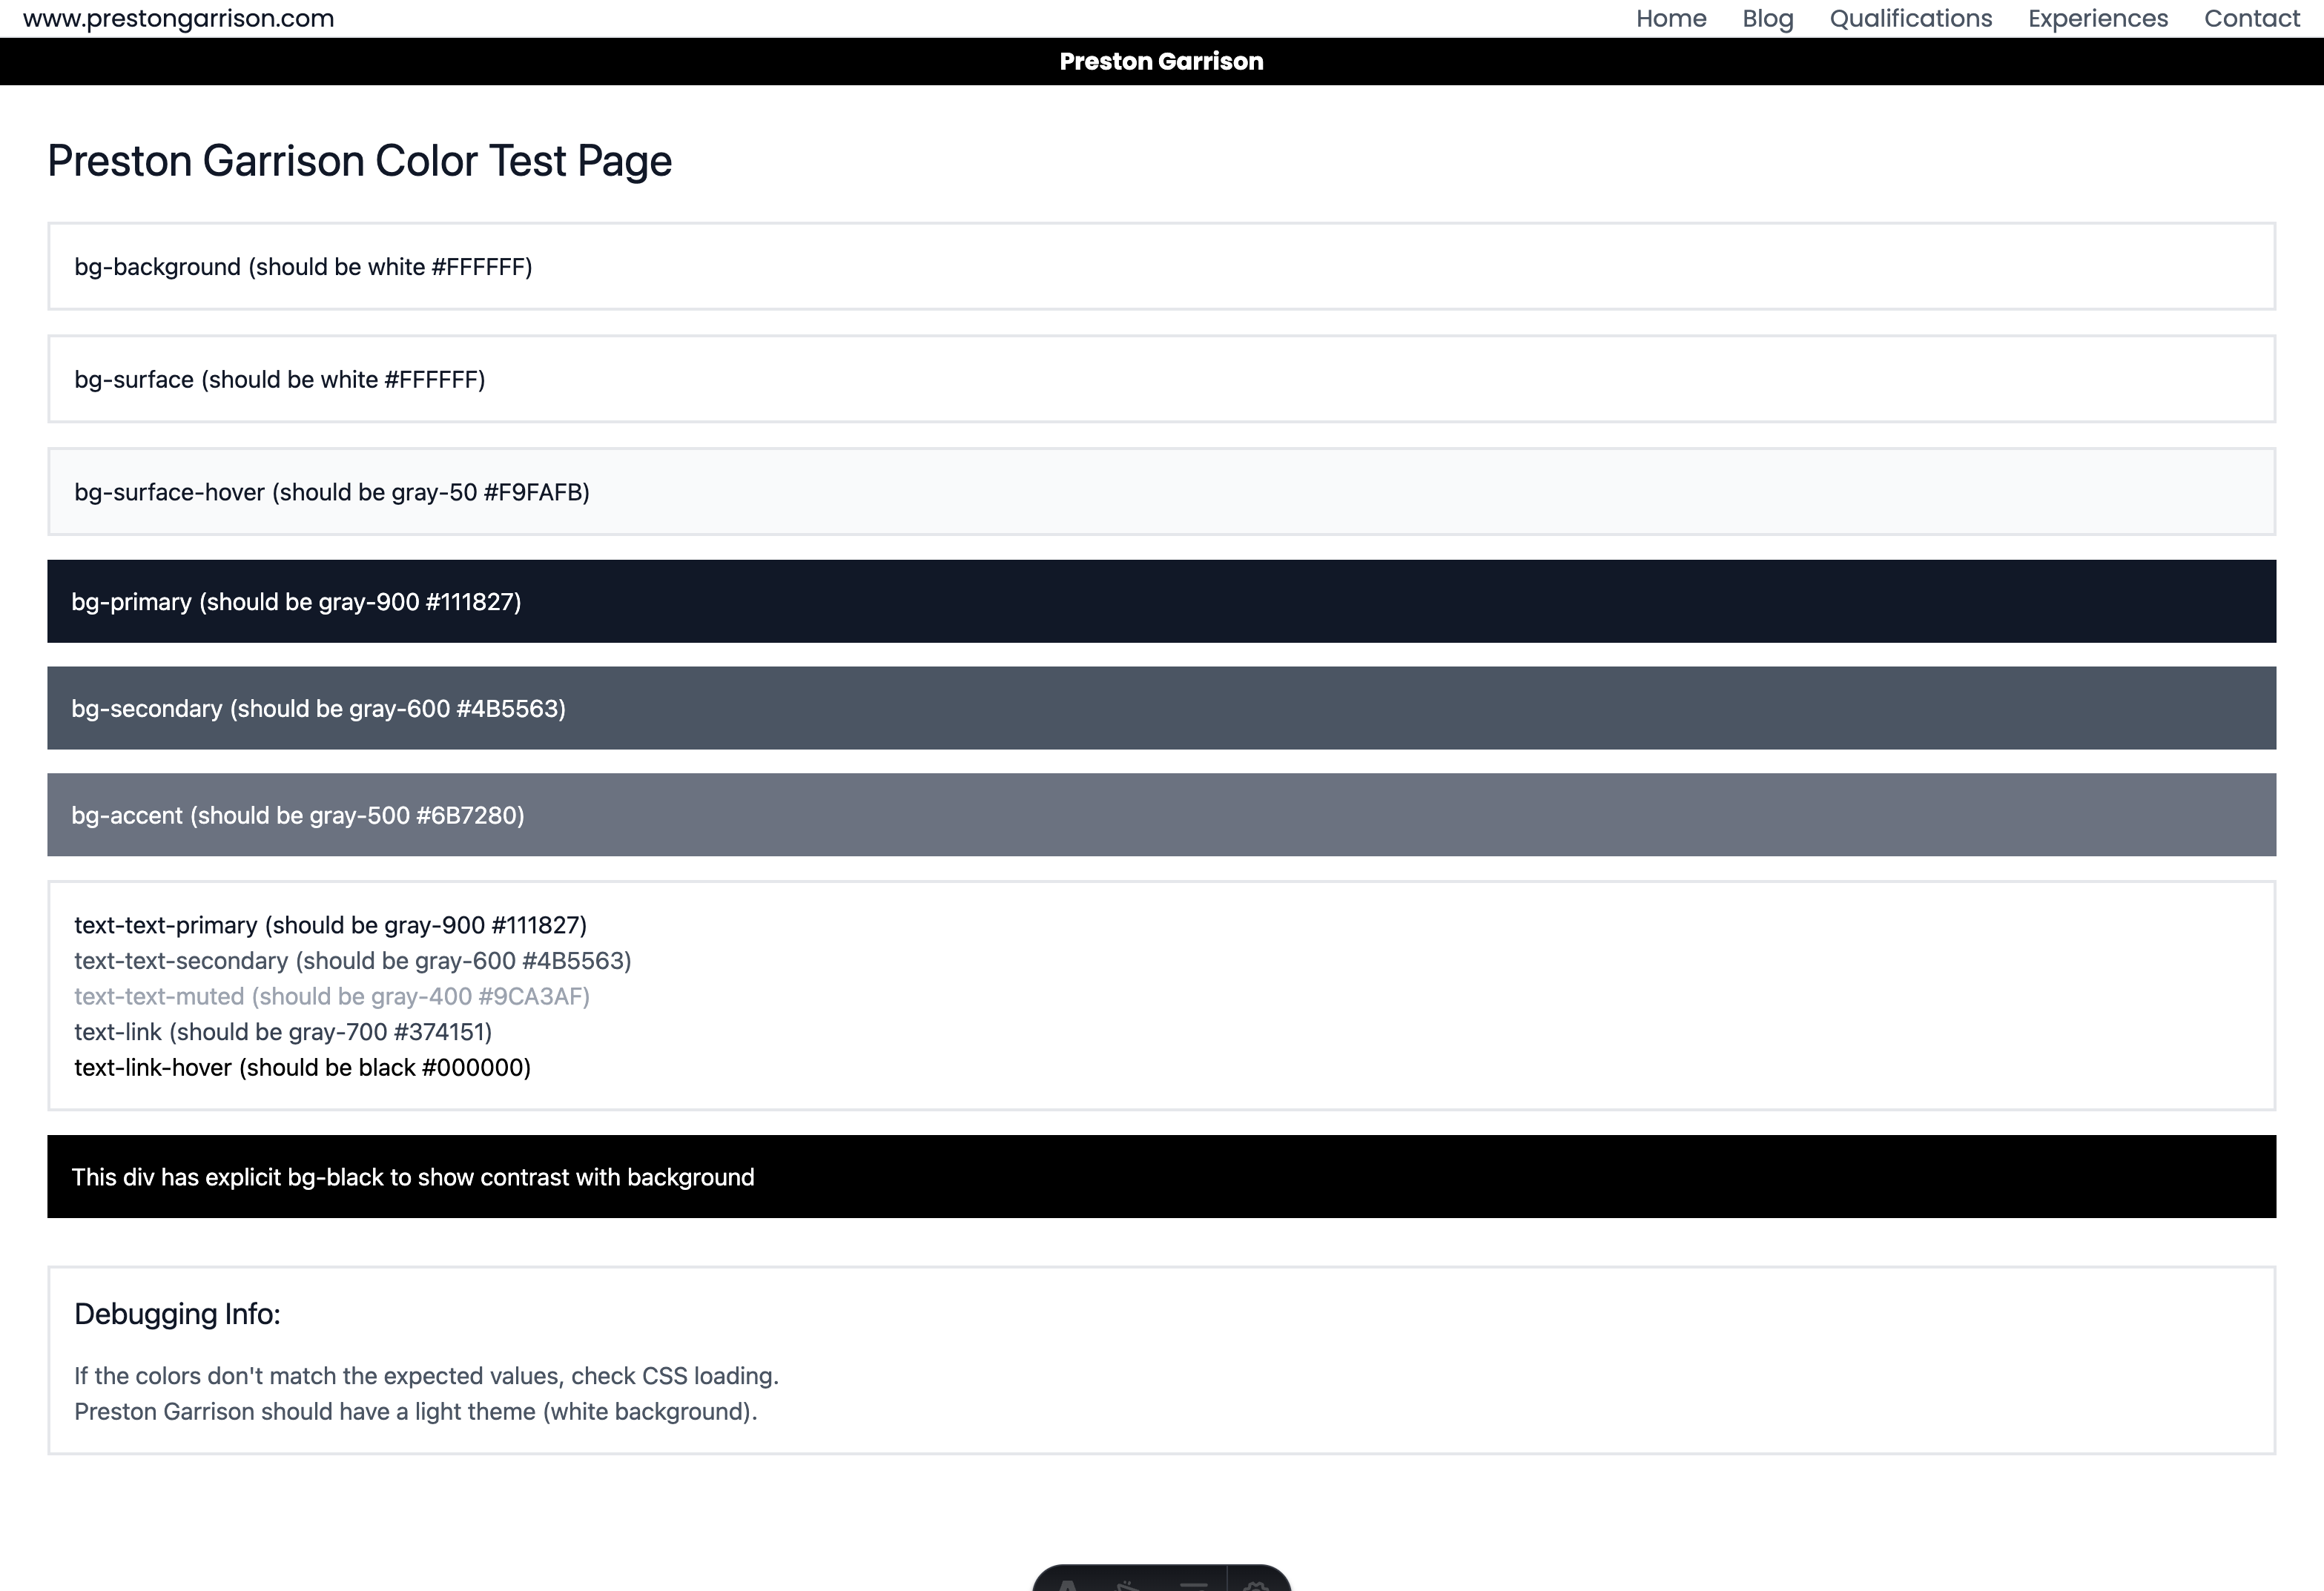 www.prestongarrison.com
Home Blog Qualifications Experiences Contact
Preston Garrison
Preston Garrison Color Test Page
bg-background (should be white #FFFFFF)
bg-surface (should be white #FFFFFF)
bg-surface-hover (should be gray-50 #F9FAFB)
bg-primary (should be gray-900 #111827)
bg-secondary (should be gray-600 #4B5563)
bg-accent (should be gray-500 #6B7280)
text-text-primary (should be gray-900 #111827)
text-text-secondary (should be gray-600 #4B5563)
text-text-muted (should be gray-400 #9CA3AF)
text-link (should be gray-700 #374151)
text-link-hover (should be black #000000)
This div has explicit bg-black to show contrast with background
Debugging Info:
If the colors don't match the expected values, check CSS loading.
Preston Garrison should have a light theme (white background).